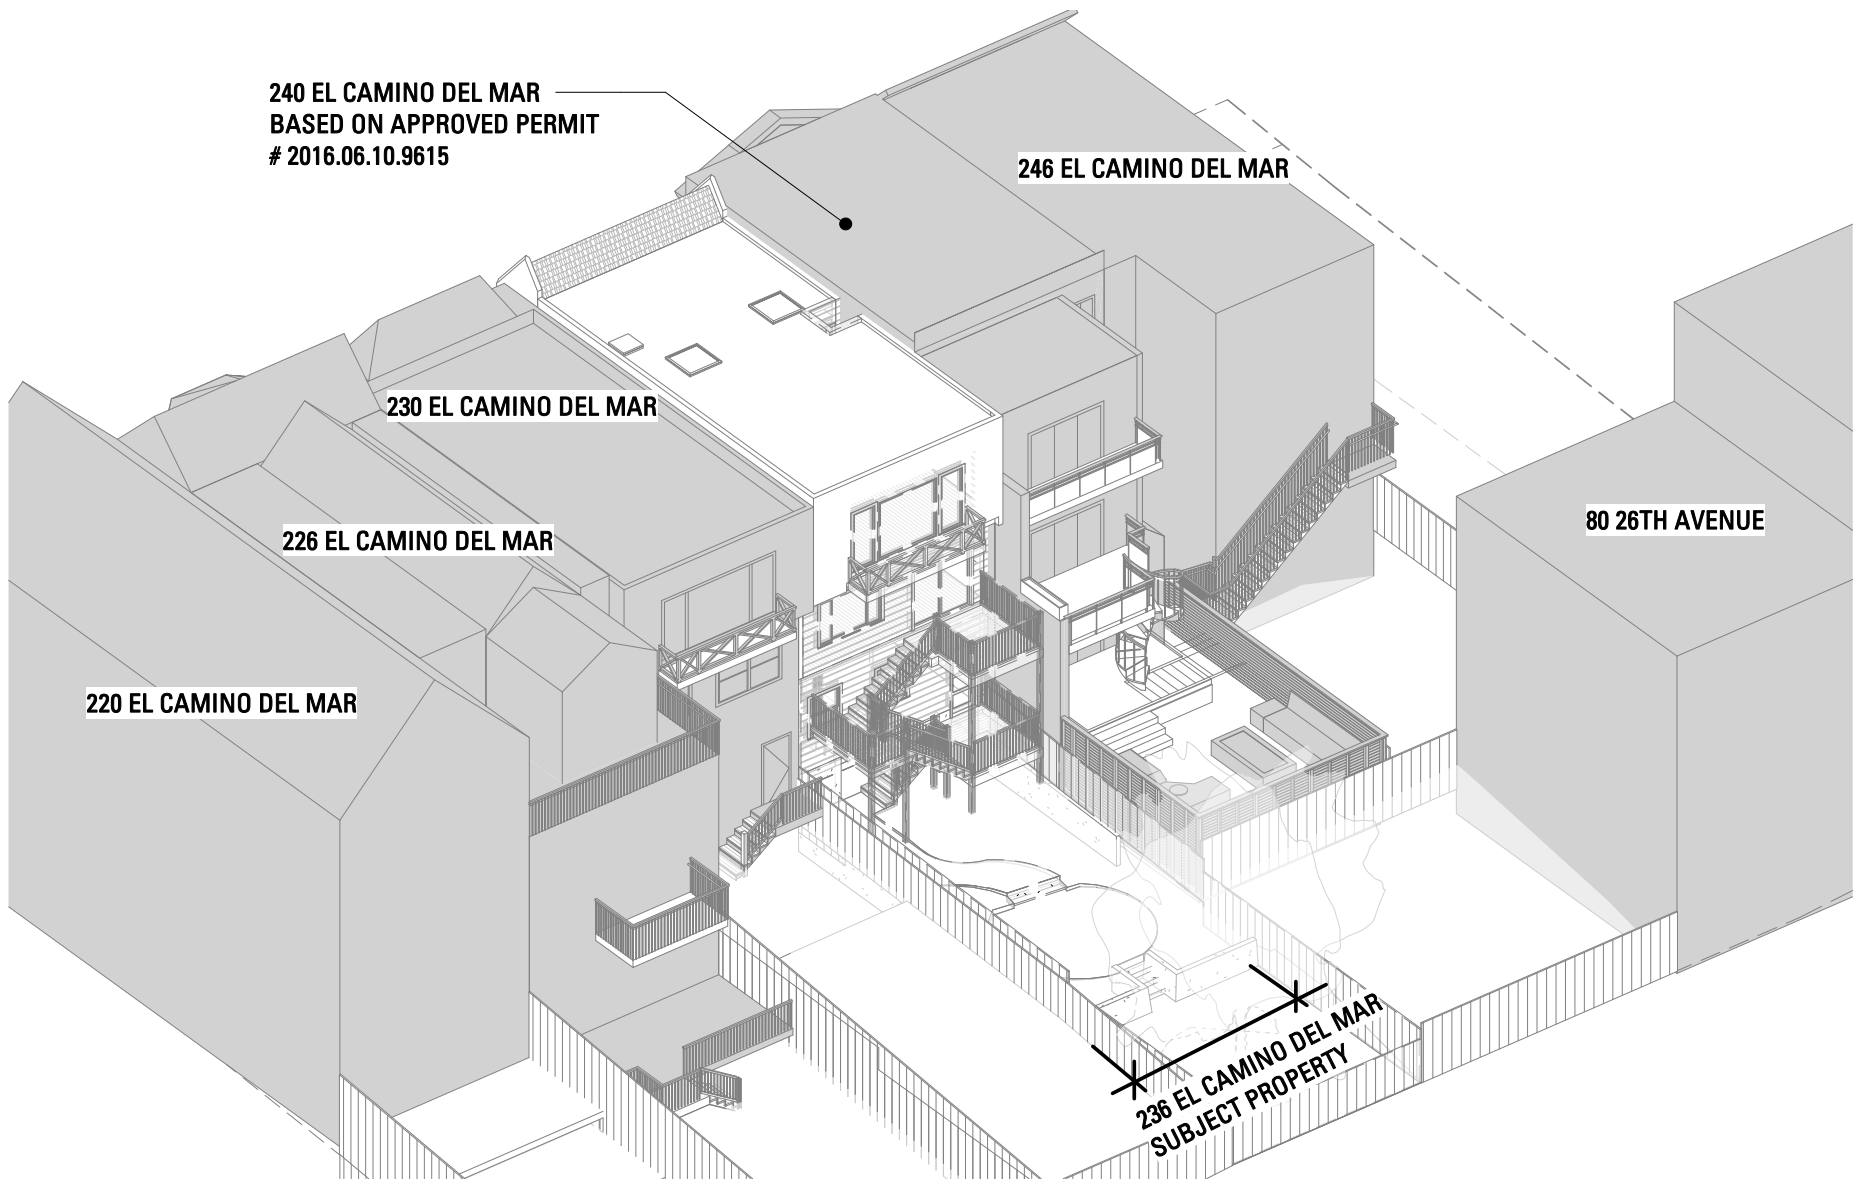 240 EL CAMINO DEL MAR
BASED ON APPROVED PERMIT
# 2016.06.10.9615
246 EL CAMINO DEL MAR
230 EL CAMINO DEL MAR
80 26TH AVENUE
226 EL CAMINO DEL MAR
220 EL CAMINO DEL MAR
236 EL CAMINO DEL MAR
SUBJECT PROPERTY